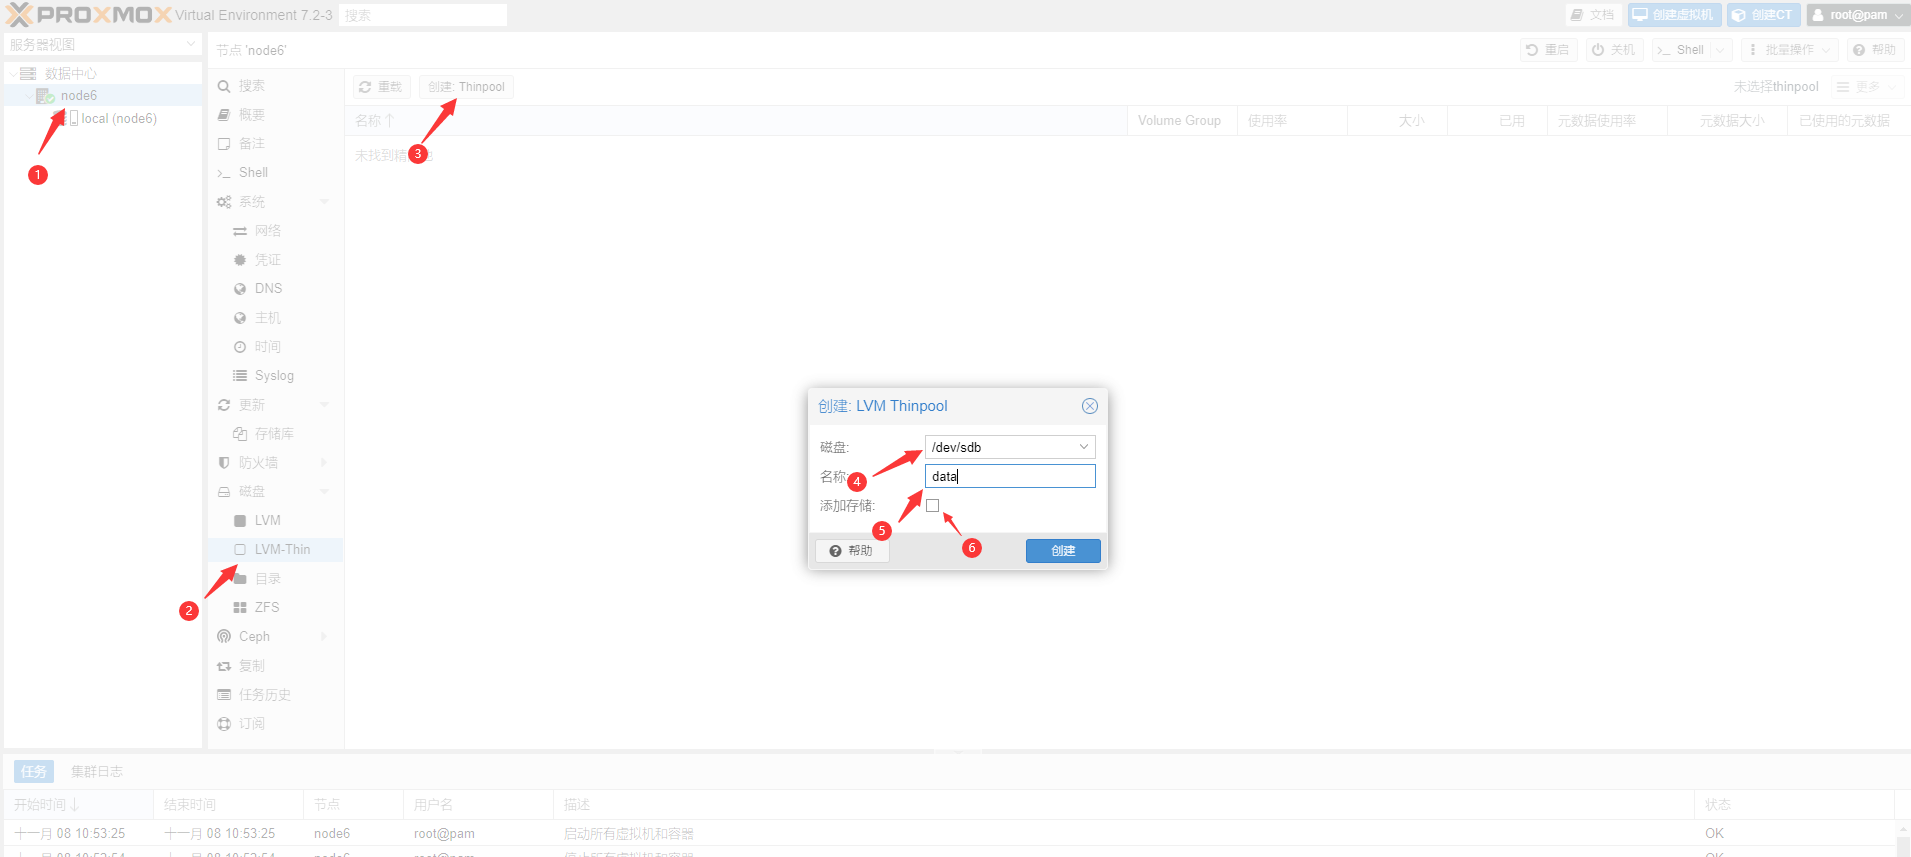 PROXMOX Virtual Environment 7.2-3 搜索 文档 创建虚拟机 创建CT root@pam
服务器视图
节点 'node6' 重启 关机 Shell 批量操作 帮助
数据中心
node6
local (node6)
1
搜索
概要
备注
Shell
系统
网络
凭证
DNS
主机
时间
Syslog
更新
存储库
防火墙
磁盘
LVM
LVM-Thin
目录
2
ZFS
Ceph
复制
任务历史
订阅
重载 创建: Thinpool 未选择thinpool 更多
名称 Volume Group 使用率 大小 已用 元数据使用率 元数据大小 已使用的元数据
3
未找到精 池
创建: LVM Thinpool
磁盘: /dev/sdb
4
名称: data
5
添加存储:
6
帮助 创建
任务 集群日志
开始时间 结束时间 节点 用户名 描述 状态
十一月 08 10:53:25 十一月 08 10:53:25 node6 root@pam 启动所有虚拟机和容器 OK